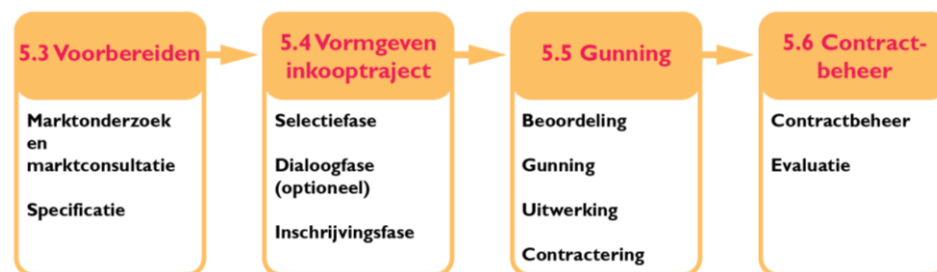 5.3 Voorbereiden
Marktonderzoek
en
marktconsultatie
Specificatie
5.4 Vormgeven
inkooptraject
Selectiefase
Dialoogfase
(optioneel)
Inschrijvingsfase
5.5 Gunning
Beoordeling
Gunning
Uitwerking
Contractering
5.6 Contract-
beheer
Contractbeheer
Evaluatie